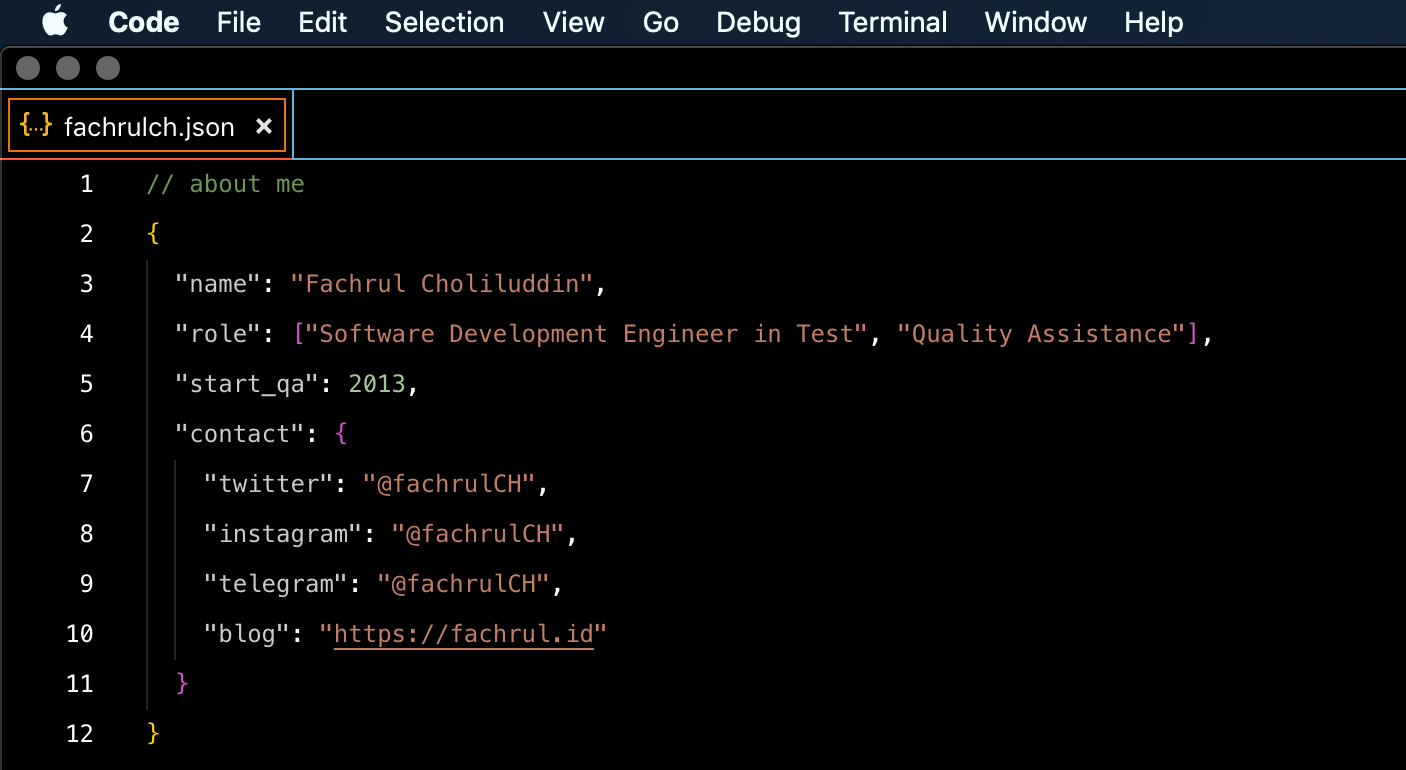 Code File Edit Selection View Go Debug Terminal Window Help
{..} fachrulch.json ×
1 // about me
2 {
3 "name": "Fachrul Choliluddin",
4 "role": ["Software Development Engineer in Test", "Quality Assistance"],
5 "start_qa": 2013,
6 "contact": {
7 "twitter": "@fachrulCH",
8 "instagram": "@fachrulCH",
9 "telegram": "@fachrulCH",
10 "blog": "https://fachrul.id"
11 }
12 }